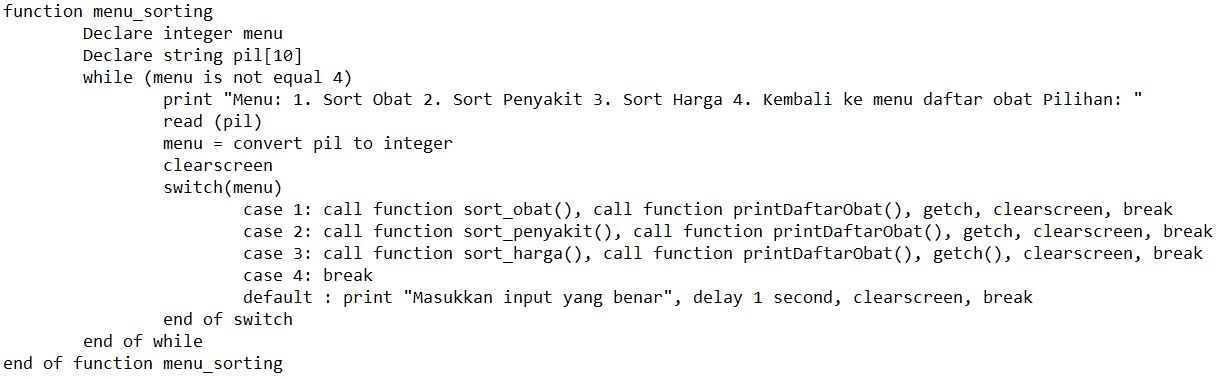 function menu_sorting
Declare integer menu
Declare string pil[10]
while (menu is not equal 4)
print "Menu: 1. Sort Obat 2. Sort Penyakit 3. Sort Harga 4. Kembali ke menu daftar obat Pilihan: "
read (pil)
menu = convert pil to integer
clearscreen
switch(menu)
case 1: call function sort_obat(), call function printDaftarObat(), getch, clearscreen, break
case 2: call function sort_penyakit(), call function printDaftarObat(), getch, clearscreen, break
case 3: call function sort_harga(), call function printDaftarObat(), getch(), clearscreen, break
case 4: break
default : print "Masukkan input yang benar", delay 1 second, clearscreen, break
end of switch
end of while
end of function menu_sorting